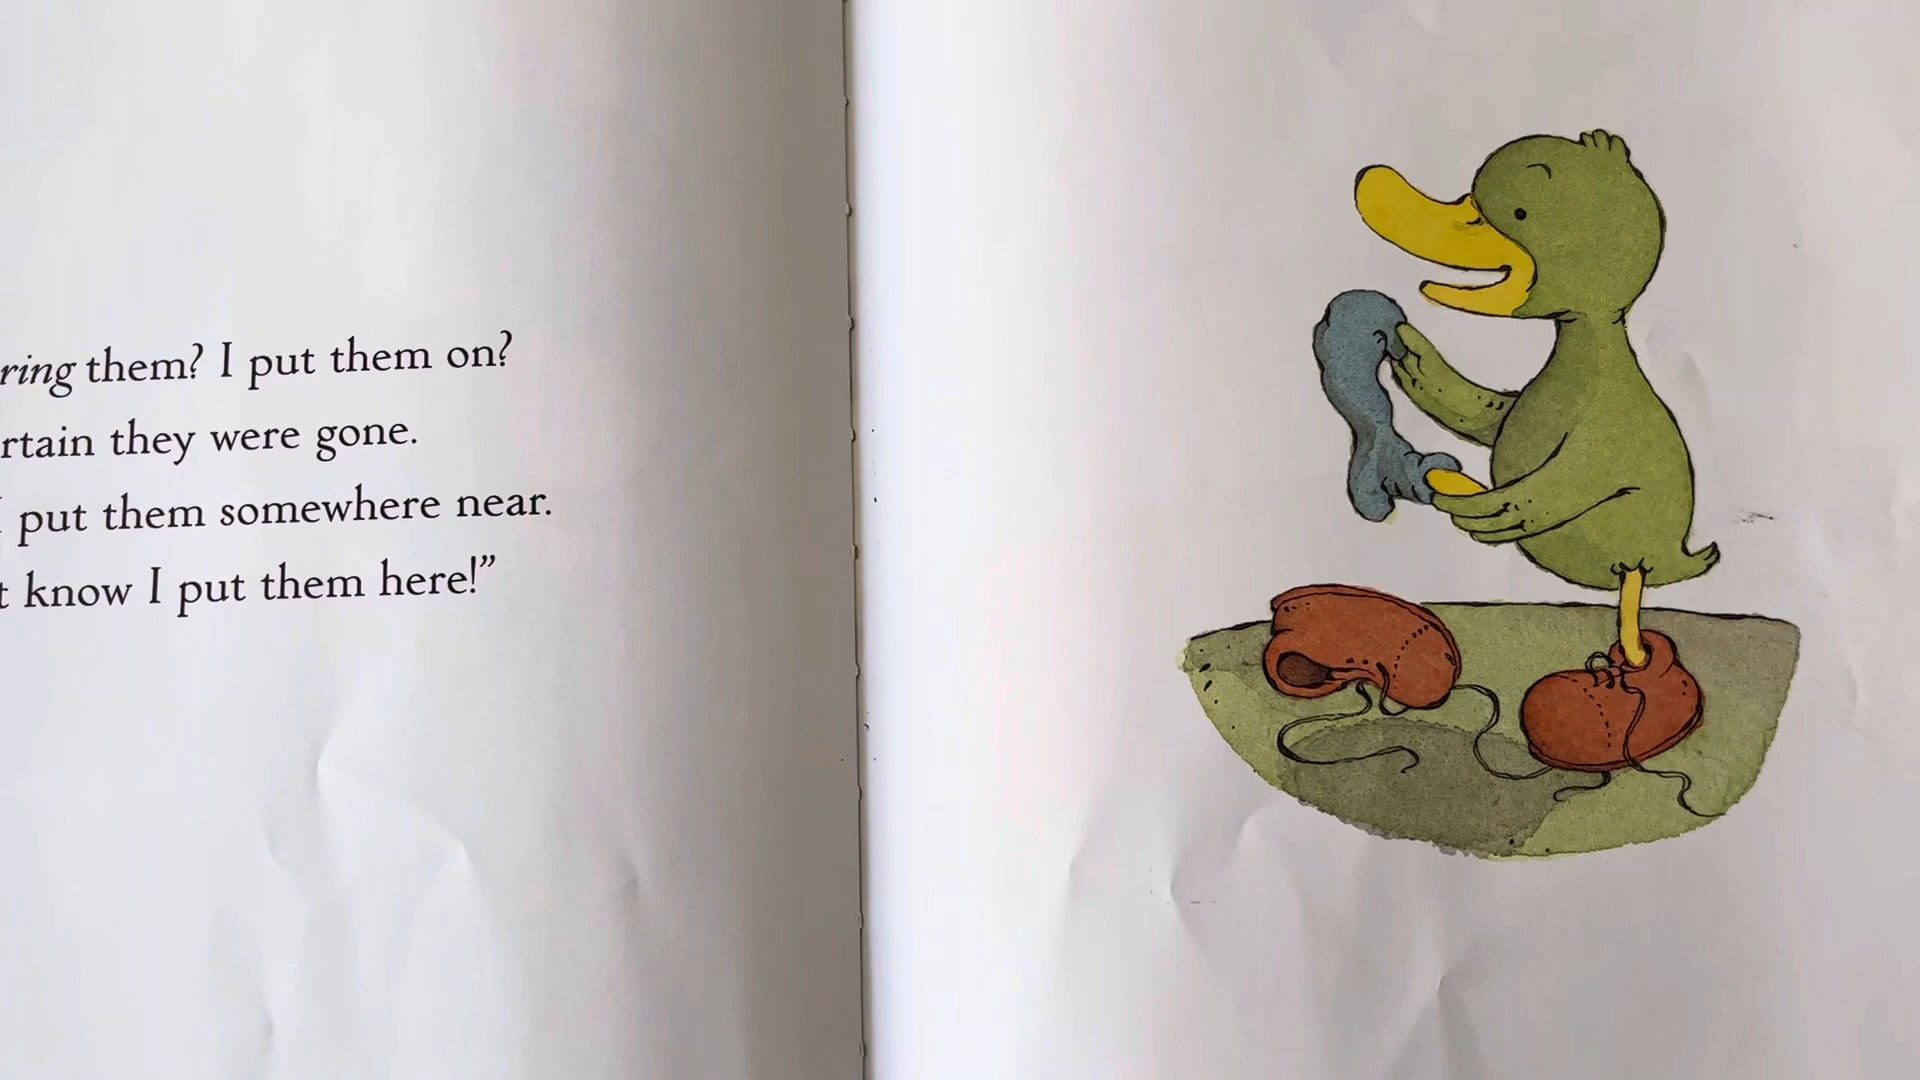 ring them? I put them on?
rtain they were gone.
put them somewhere near.
t know I put them here!”